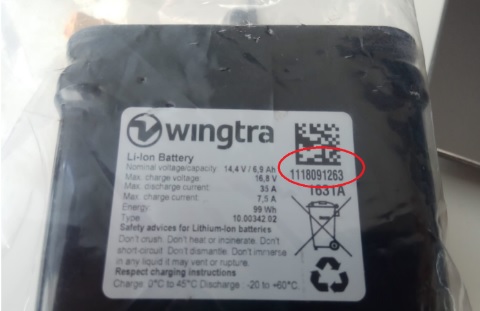 wingtra
Li-Ion Battery
Nominal voltage/capacity: 14,4 V / 6,9 Ah
Max. charge voltage: 16,8 V
Max. discharge current: 35 A
Max. charge current: 7,5 A
Energy: 99 Wh
Type 10.00342.02
1118091263
1631A
Safety advices for Lithium-Ion batteries
Don't crush. Don't heat or incinerate. Don't
short-circuit. Don't dismantle. Don't immerse
in any liquid it may vent or rupture.
Respect charging instructions
Charge: 0°C to 45°C Discharge: -20 to +60°C.